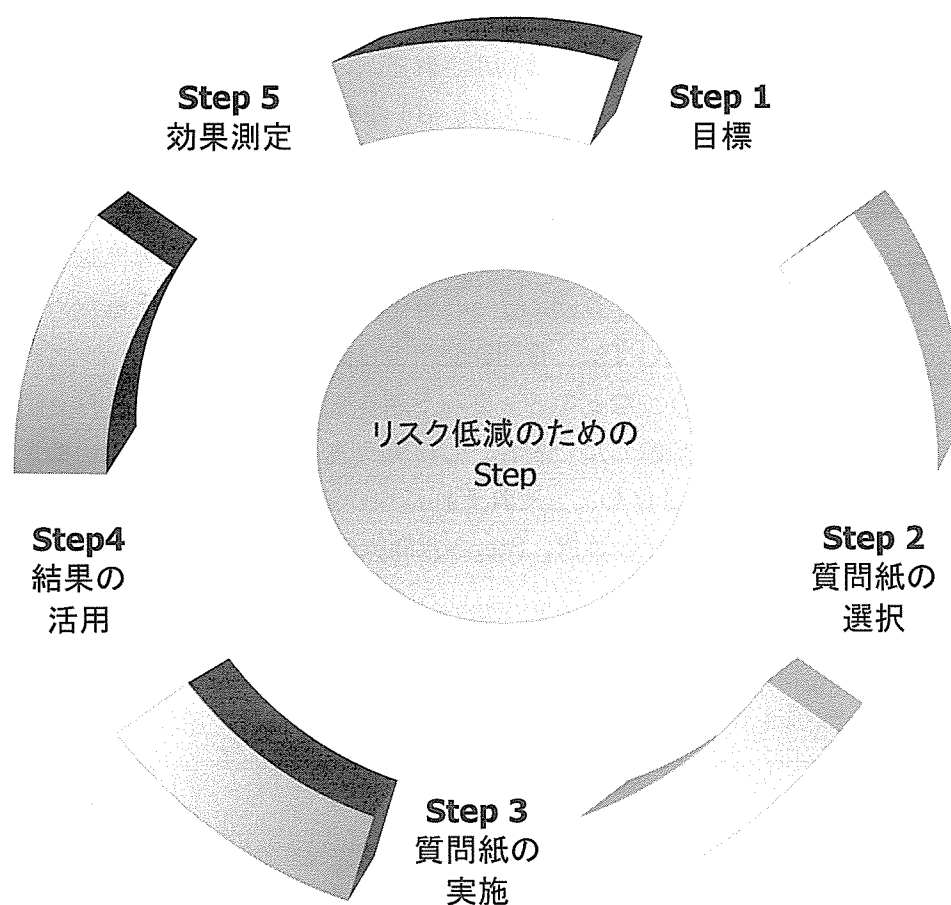 Step 5
効果測定
Step 1
目標
リスク低減のための
Step
Step4
結果の
活用
Step 2
質問紙の
選択
Step 3
質問紙の
実施